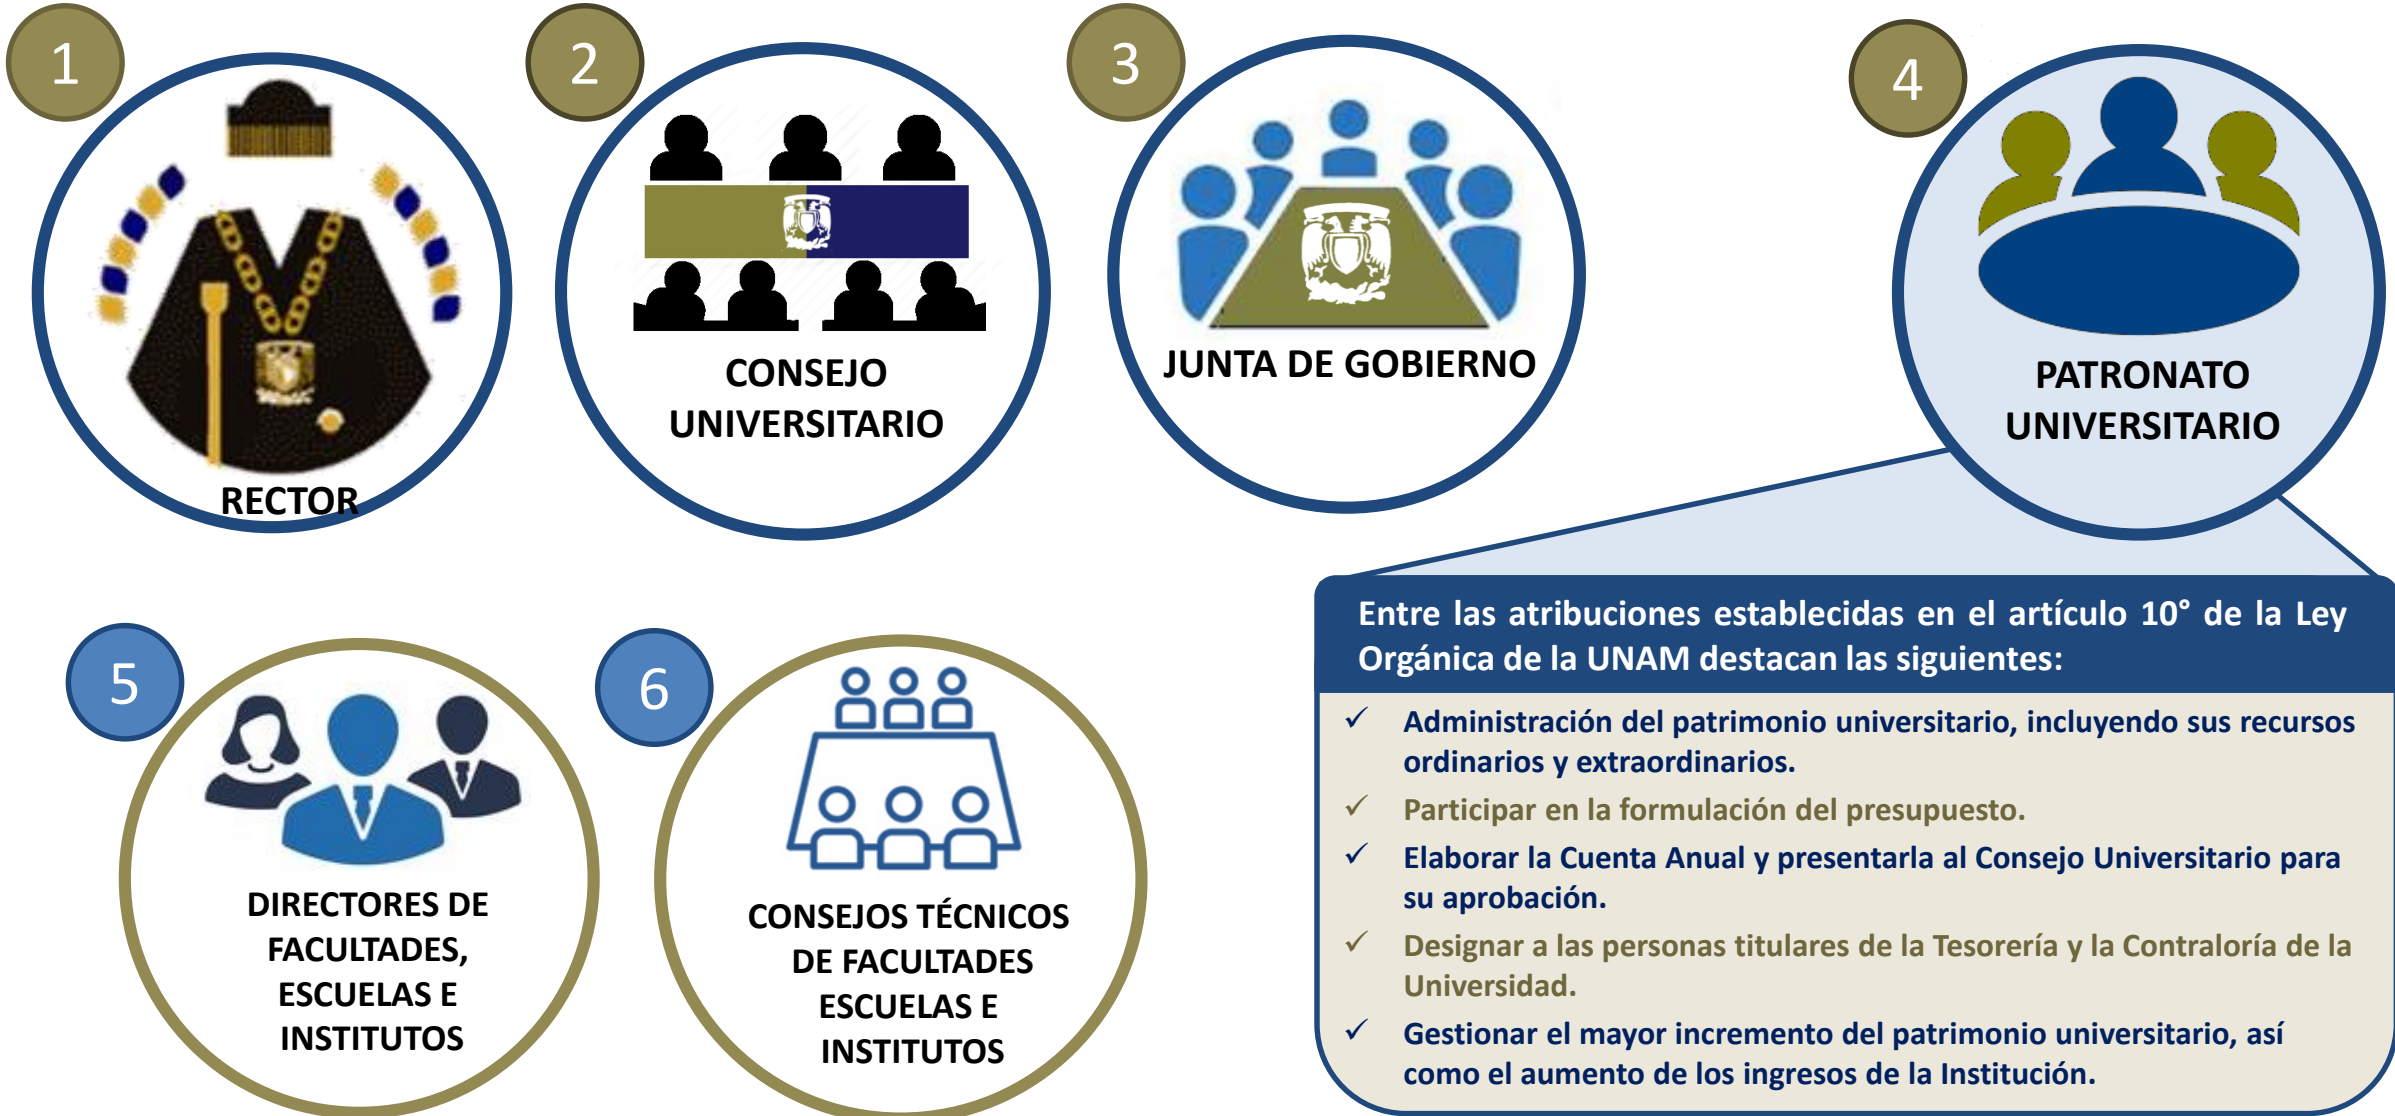 1
RECTOR
2
CONSEJO
UNIVERSITARIO
3
JUNTA DE GOBIERNO
4
PATRONATO
UNIVERSITARIO
5
DIRECTORES DE
FACULTADES,
ESCUELAS E
INSTITUTOS
6
CONSEJOS TÉCNICOS
DE FACULTADES
ESCUELAS E
INSTITUTOS
Entre las atribuciones establecidas en el artículo 10° de la Ley
Orgánica de la UNAM destacan las siguientes:
✓ Administración del patrimonio universitario, incluyendo sus recursos
ordinarios y extraordinarios.
✓ Participar en la formulación del presupuesto.
✓ Elaborar la Cuenta Anual y presentarla al Consejo Universitario para
su aprobación.
✓ Designar a las personas titulares de la Tesorería y la Contraloría de la
Universidad.
✓ Gestionar el mayor incremento del patrimonio universitario, así
como el aumento de los ingresos de la Institución.